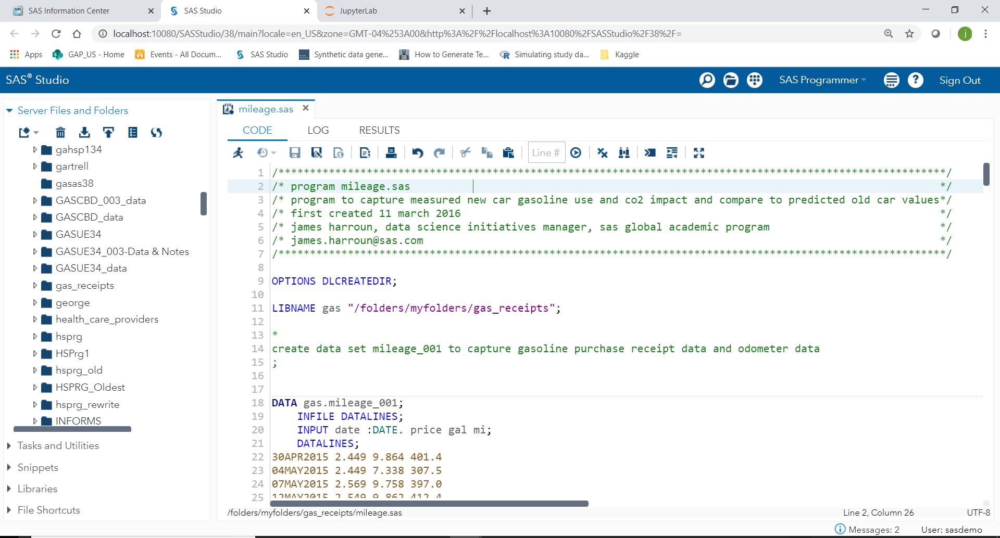 SAS Information Center
SAS Studio
JupyterLab
localhost:10080/SASStudio/38/main?locale=en_US&zone=GMT-04%253A00&http%3A%2F%2Flocalhost%3A10080%2FSASStudio%2F38%2F=
j
Apps
GAP_US - Home
Events - All Docum...
SAS Studio
Synthetic data gene...
How to Generate Te...
Simulating study da...
Kaggle
SAS® Studio
SAS Programmer
Sign Out
Server Files and Folders
gahsp134
gartrell
gasas38
GASCBD_003_data
GASCBD_data
GASUE34
GASUE34_003-Data & Notes
GASUE34_data
gas_receipts
george
health_care_providers
hsprg
HSPrg1
hsprg_old
HSPRG_Oldest
hsprg_rewrite
INFORMS
Tasks and Utilities
Snippets
Libraries
File Shortcuts
mileage.sas
CODE LOG RESULTS
Line #
1 /**********************************************************************************************************/
2 /* program mileage.sas */
3 /* program to capture measured new car gasoline use and co2 impact and compare to predicted old car values*/
4 /* first created 11 march 2016 */
5 /* james harroun, data science initiatives manager, sas global academic program */
6 /* james.harroun@sas.com */
7 /**********************************************************************************************************/
8
9 OPTIONS DLCREATEDIR;
10
11 LIBNAME gas "/folders/myfolders/gas_receipts";
12
13 *
14 create data set mileage_001 to capture gasoline purchase receipt data and odometer data
15 ;
16
17
18 DATA gas.mileage_001;
19 INFILE DATALINES;
20 INPUT date :DATE. price gal mi;
21 DATALINES;
22 30APR2015 2.449 9.864 401.4
23 04MAY2015 2.449 7.338 307.5
24 07MAY2015 2.569 9.758 397.0
25 12MAY2015 2.549 9.862 412.4
/folders/myfolders/gas_receipts/mileage.sas
Line 2, Column 26
UTF-8
Messages: 2
User: sasdemo